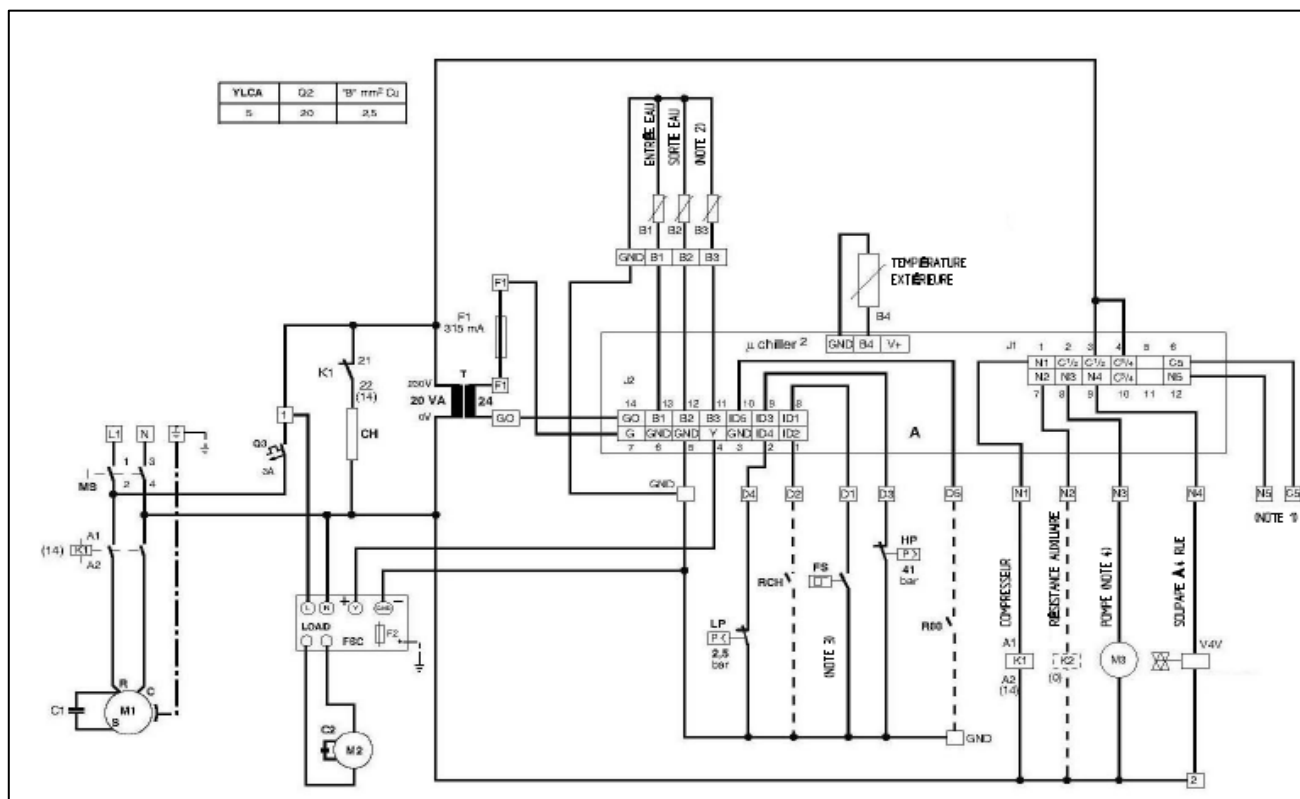 YLCA Q2 "B" mm² Cu
5 20 2,5
ENTRÉE EAU
SORTIE EAU
(NOTE 2)
B1 B2 B3
GND B1 B2 B3
TEMPÉRATURE
EXTÉRIEURE
B4
GND B4 V+
µ chiller 2
F1
F1
315 mA
F1
T
230V
20 VA 24
0V
G/O
K1
21
22
(14)
CH
1
L1 N
Q3
3A
1 3
MS
2 4
A1
(14) K1
A2
R C
C1 M1
S
L N + Y GND −
LOAD
FSC F2
C2
M2
J2
14 13 12 11 10 9 8
GO B1 B2 B3 ID5 ID3 ID1
G GND GND Y GND ID4 ID2
7 6 5 4 3 2 1
A
GND
J1 1 2 3 4 5 6
N1 C1/2 C1/2 C3/4 C5
N2 N3 N4 C3/4 N5
7 8 9 10 11 12
D4 D2 D1 D3 D5
N1 N2 N3 N4 N5 C5
(NOTE 1)
LP
P<
2,5
bar
RCH
FS
(NOTE 3)
HP
P>
41
bar
GND
COMPRESSEUR
RÉSISTANCE AUXILIAIRE
POMPE (NOTE 4)
SOUPAPE A 4 RUE
A1
K1
A2
(14)
K2
(0)
M3
V4V
2